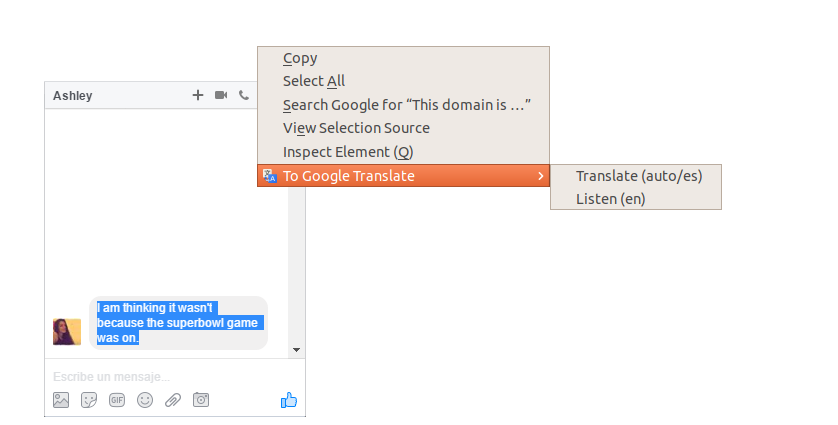 Copy
Select All
Search Google for “This domain is …”
View Selection Source
Inspect Element (Q)
To Google Translate
Translate (auto/es)
Listen (en)
Ashley
I am thinking it wasn't
because the superbowl game
was on.
Escribe un mensaje...
GIF